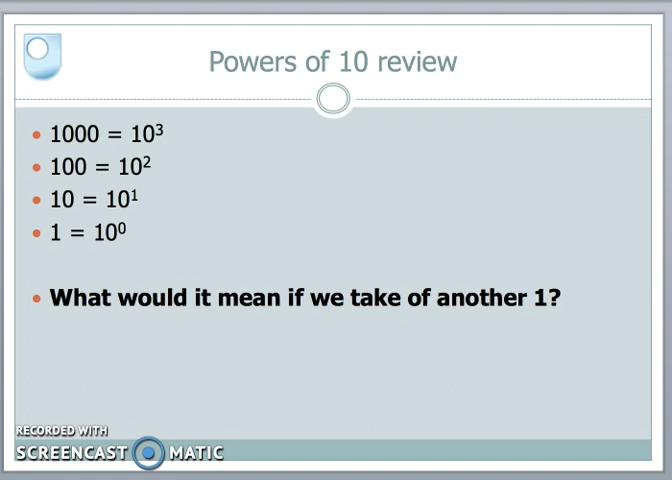 Powers of 10 review
1000 = 10³
100 = 10²
10 = 10¹
1 = 10⁰
What would it mean if we take of another 1?
RECORDED WITH
SCREENCAST MATIC